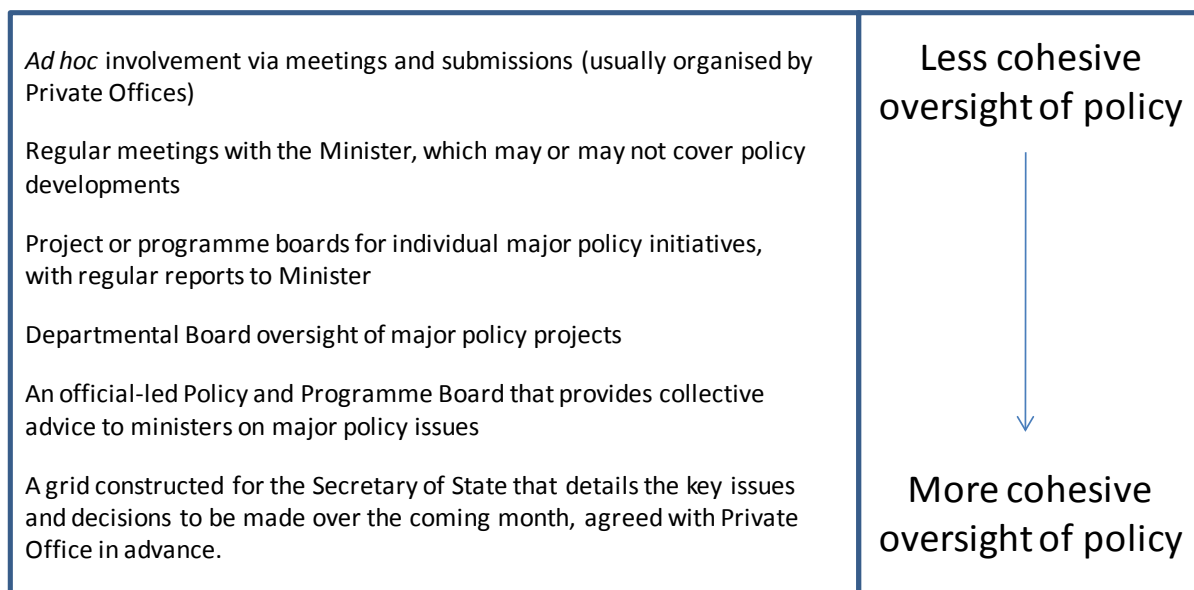 Ad hoc involvement via meetings and submissions (usually organised by
Private Offices)
Regular meetings with the Minister, which may or may not cover policy
developments
Project or programme boards for individual major policy initiatives,
with regular reports to Minister
Departmental Board oversight of major policy projects
An official-led Policy and Programme Board that provides collective
advice to ministers on major policy issues
A grid constructed for the Secretary of State that details the key issues
and decisions to be made over the coming month, agreed with Private
Office in advance.
Less cohesive
oversight of policy
More cohesive
oversight of policy